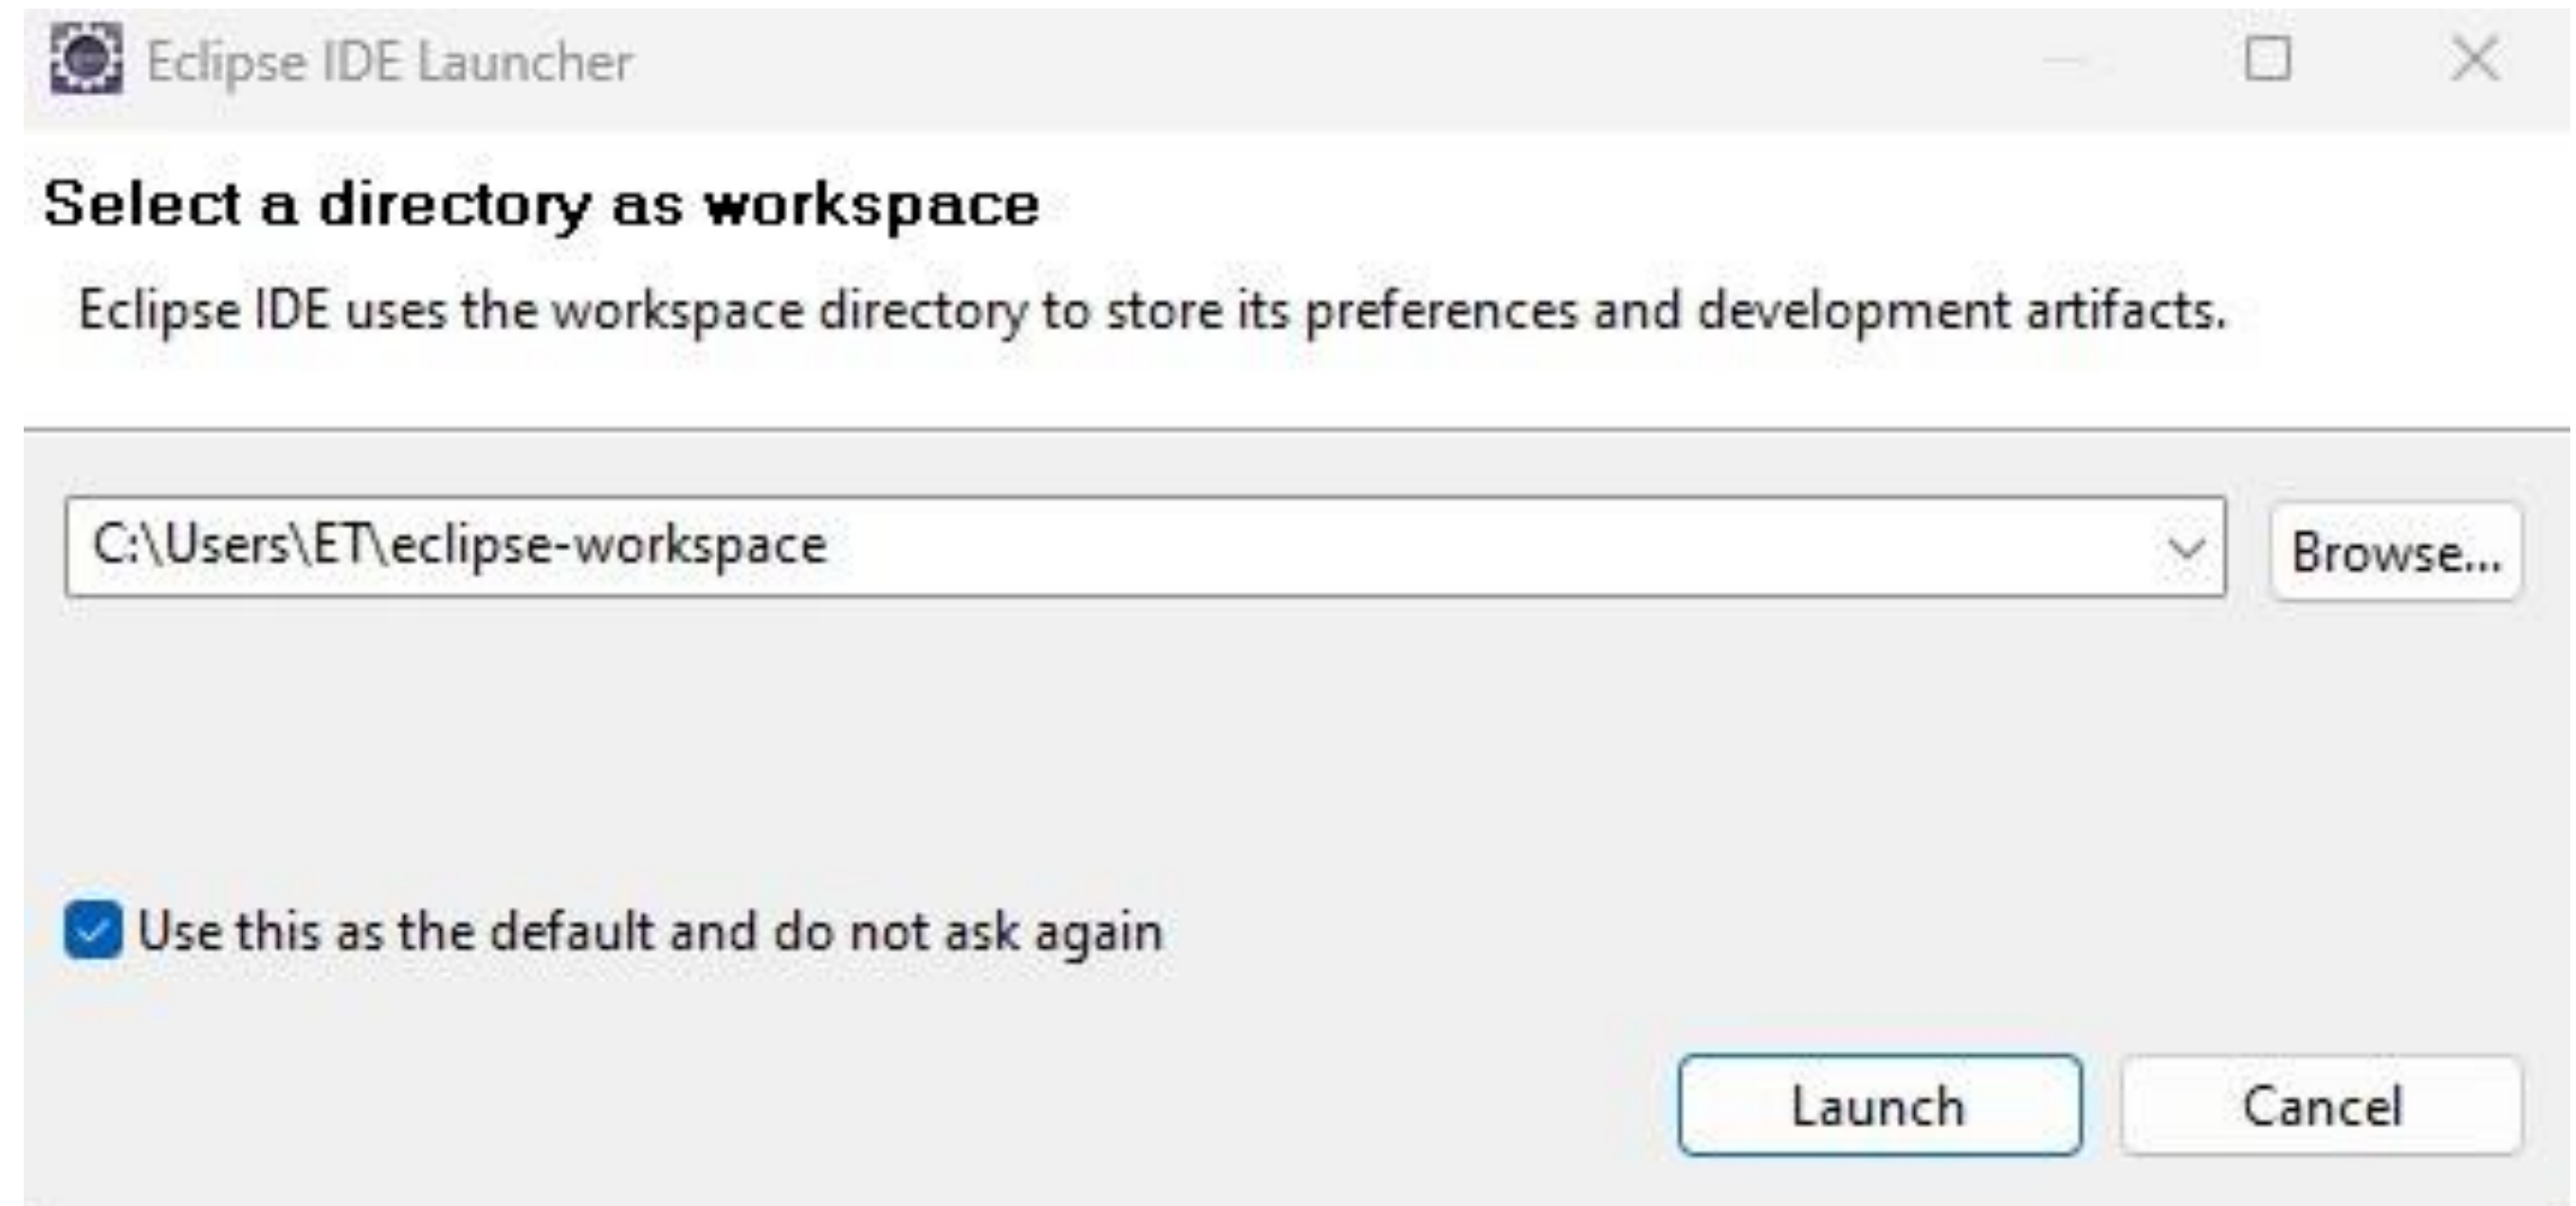 Eclipse IDE Launcher
Select a directory as workspace
Eclipse IDE uses the workspace directory to store its preferences and development artifacts.
C:\Users\ET\eclipse-workspace
Browse...
Use this as the default and do not ask again
Launch
Cancel